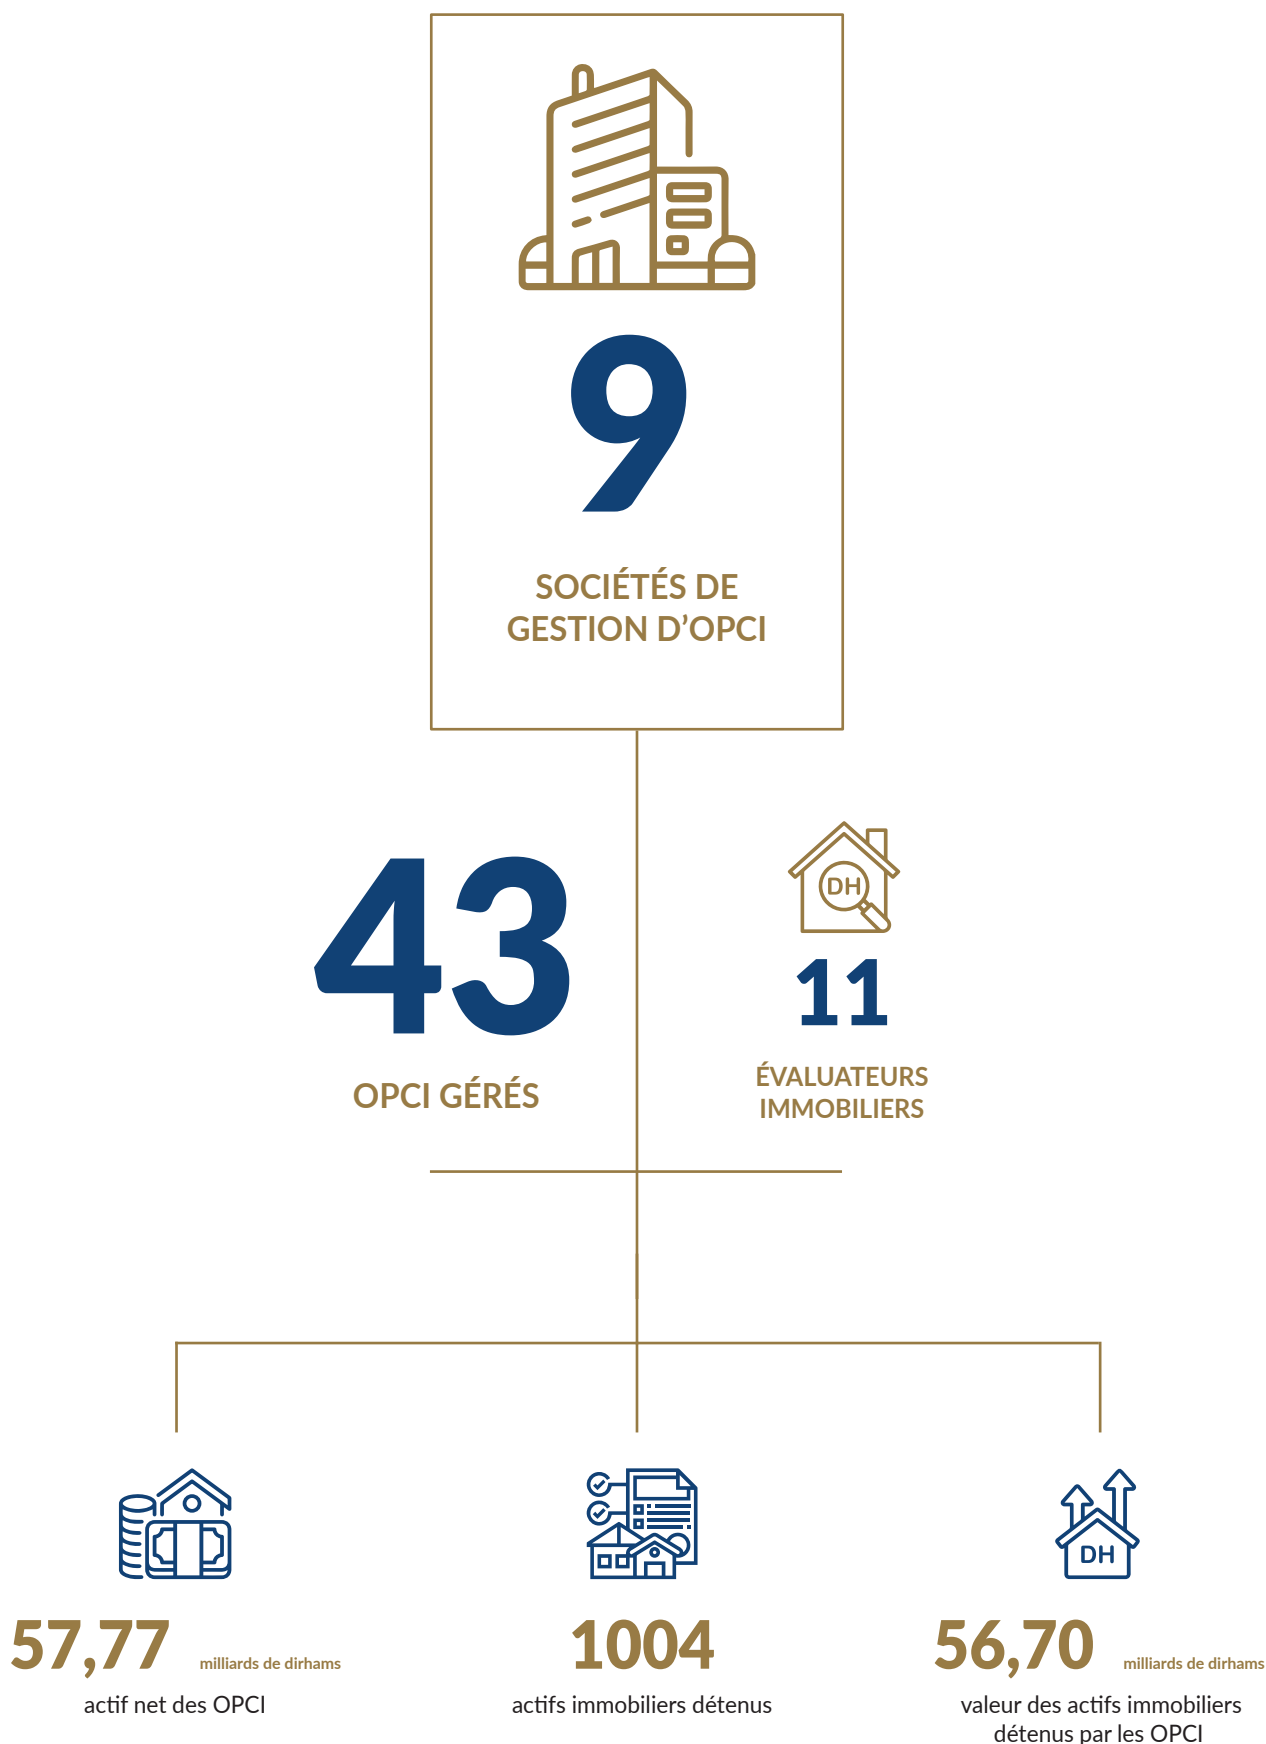 9
SOCIÉTÉS DE
GESTION D’OPCI
43
OPCI GÉRÉS
DH
11
ÉVALUATEURS
IMMOBILIERS
57,77 milliards de dirhams
actif net des OPCI
1004
actifs immobiliers détenus
DH
56,70 milliards de dirhams
valeur des actifs immobiliers
détenus par les OPCI